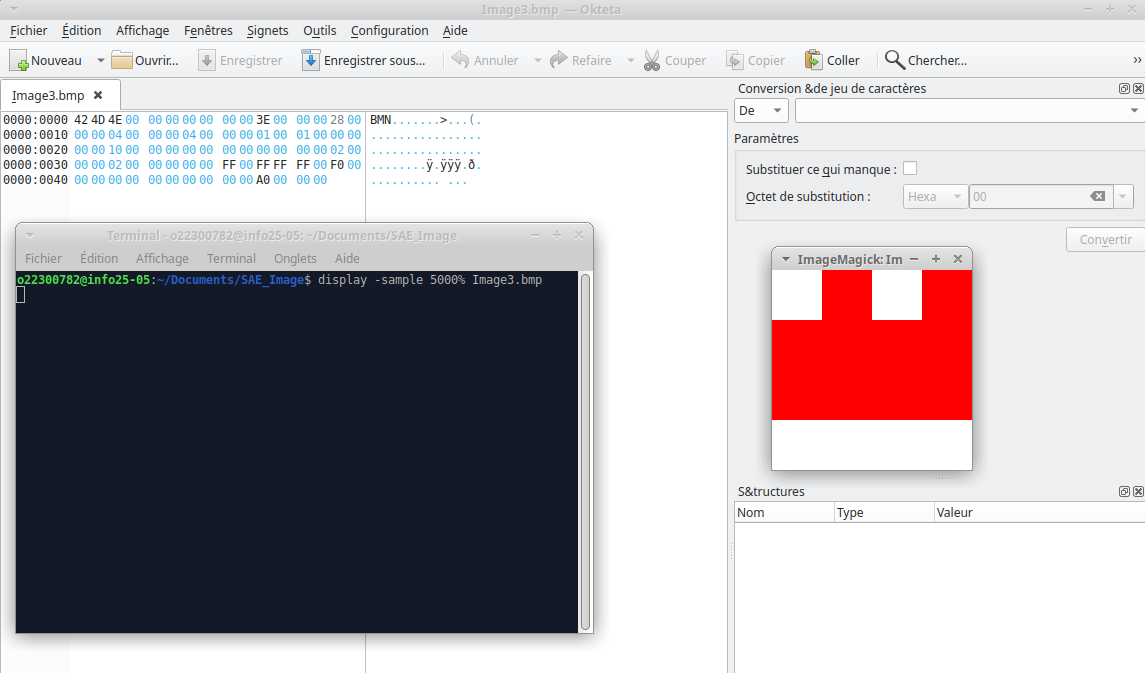 Image3.bmp — Okteta
Fichier Édition Affichage Fenêtres Signets Outils Configuration Aide
Nouveau Ouvrir... Enregistrer Enregistrer sous... Annuler Refaire Couper Copier Coller Chercher... »
Image3.bmp
0000:0000 42 4D 4E 00 00 00 00 00 00 00 3E 00 00 00 28 00 BMN.......>...(.
0000:0010 00 00 04 00 00 00 04 00 00 00 01 00 01 00 00 00 ................
0000:0020 00 00 10 00 00 00 00 00 00 00 00 00 00 00 02 00 ................
0000:0030 00 00 02 00 00 00 00 00 FF 00 FF FF FF 00 F0 00 ........ÿ.ÿÿÿ.ð.
0000:0040 00 00 00 00 00 00 00 00 00 00 A0 00 00 00 .......... ...
Conversion &de jeu de caractères
De
Paramètres
Substituer ce qui manque :
Octet de substitution : Hexa 00
Convertir
Terminal - o22300782@info25-05: ~/Documents/SAE_Image
Fichier Édition Affichage Terminal Onglets Aide
o22300782@info25-05:~/Documents/SAE_Image$ display -sample 5000% Image3.bmp
ImageMagick: Im
S&tructures
Nom Type Valeur